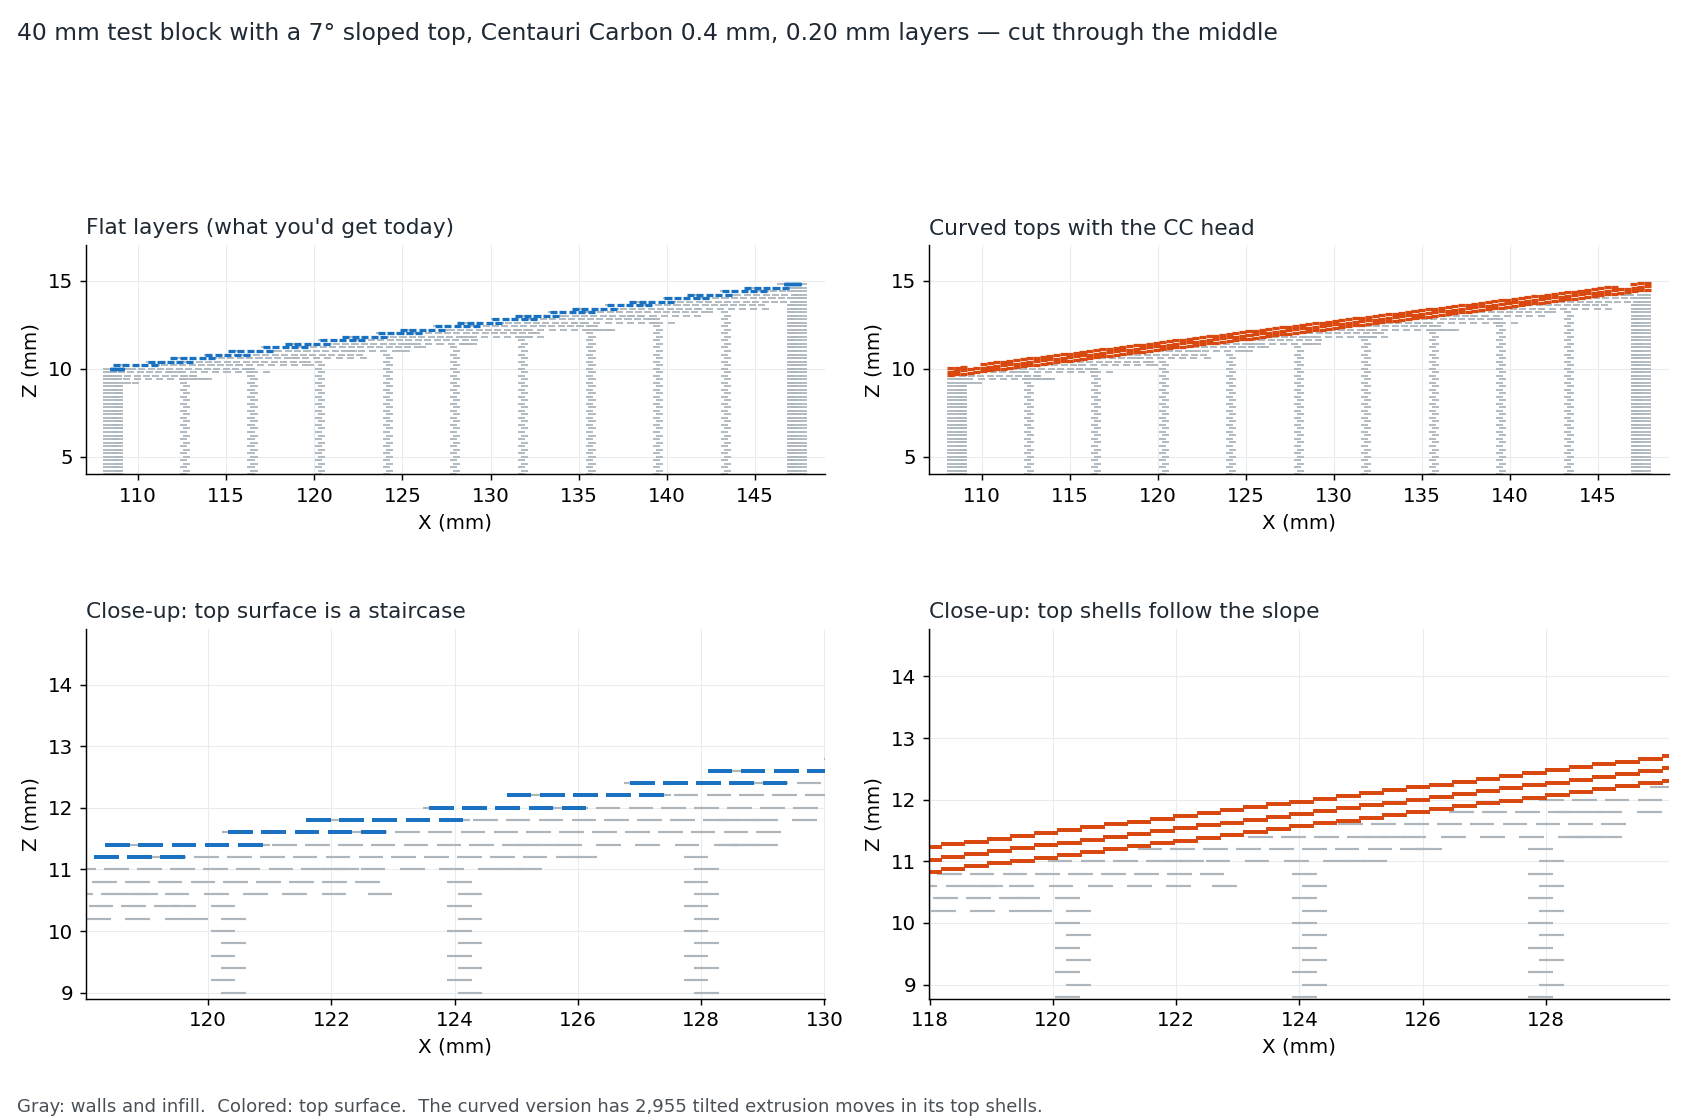 40 mm test block with a 7° sloped top, Centauri Carbon 0.4 mm, 0.20 mm layers — cut through the middle
Flat layers (what you'd get today)
Z (mm)
15
10
5
110 115 120 125 130 135 140 145
X (mm)
Curved tops with the CC head
Z (mm)
15
10
5
110 115 120 125 130 135 140 145
X (mm)
Close-up: top surface is a staircase
Z (mm)
14
13
12
11
10
9
120 122 124 126 128 130
X (mm)
Close-up: top shells follow the slope
Z (mm)
14
13
12
11
10
9
118 120 122 124 126 128
X (mm)
Gray: walls and infill. Colored: top surface. The curved version has 2,955 tilted extrusion moves in its top shells.